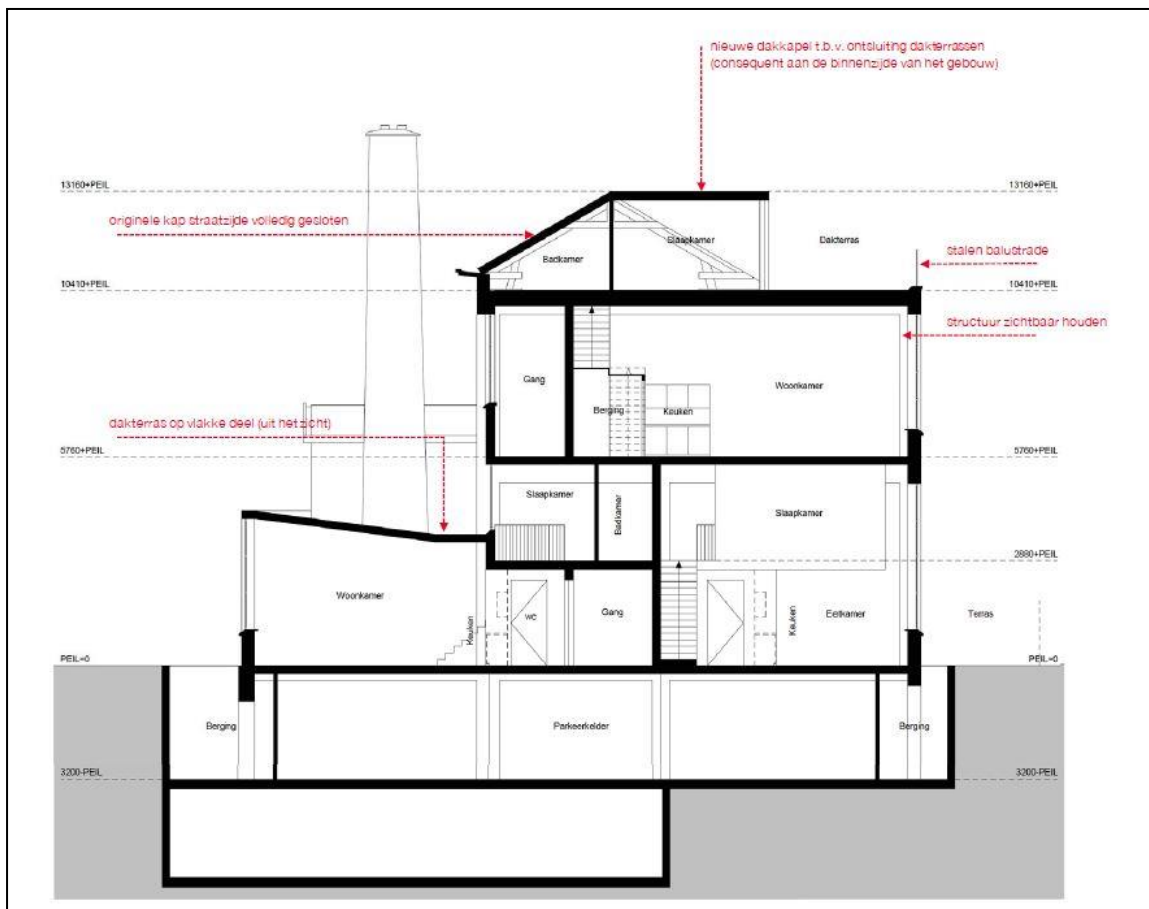 nieuwe dakkapel t.b.v. ontsluiting dakterrassen
(consequent aan de binnenzijde van het gebouw)
13160+PEIL
13160+PEIL
originele kap straatzijde volledig gesloten
Badkamer
Slaapkamer
Dakterras
stalen balustrade
10410+PEIL
10410+PEIL
structuur zichtbaar houden
Gang
Woonkamer
Berging
Keuken
dakterras op vlakke deel (uit het zicht)
5760+PEIL
5760+PEIL
Slaapkamer
Badkamer
Slaapkamer
2880+PEIL
Woonkamer
Keuken
WC
Gang
Keuken
Eetkamer
Terras
PEIL=0
PEIL=0
Berging
Parkeerkelder
Berging
3200-PEIL
3200-PEIL